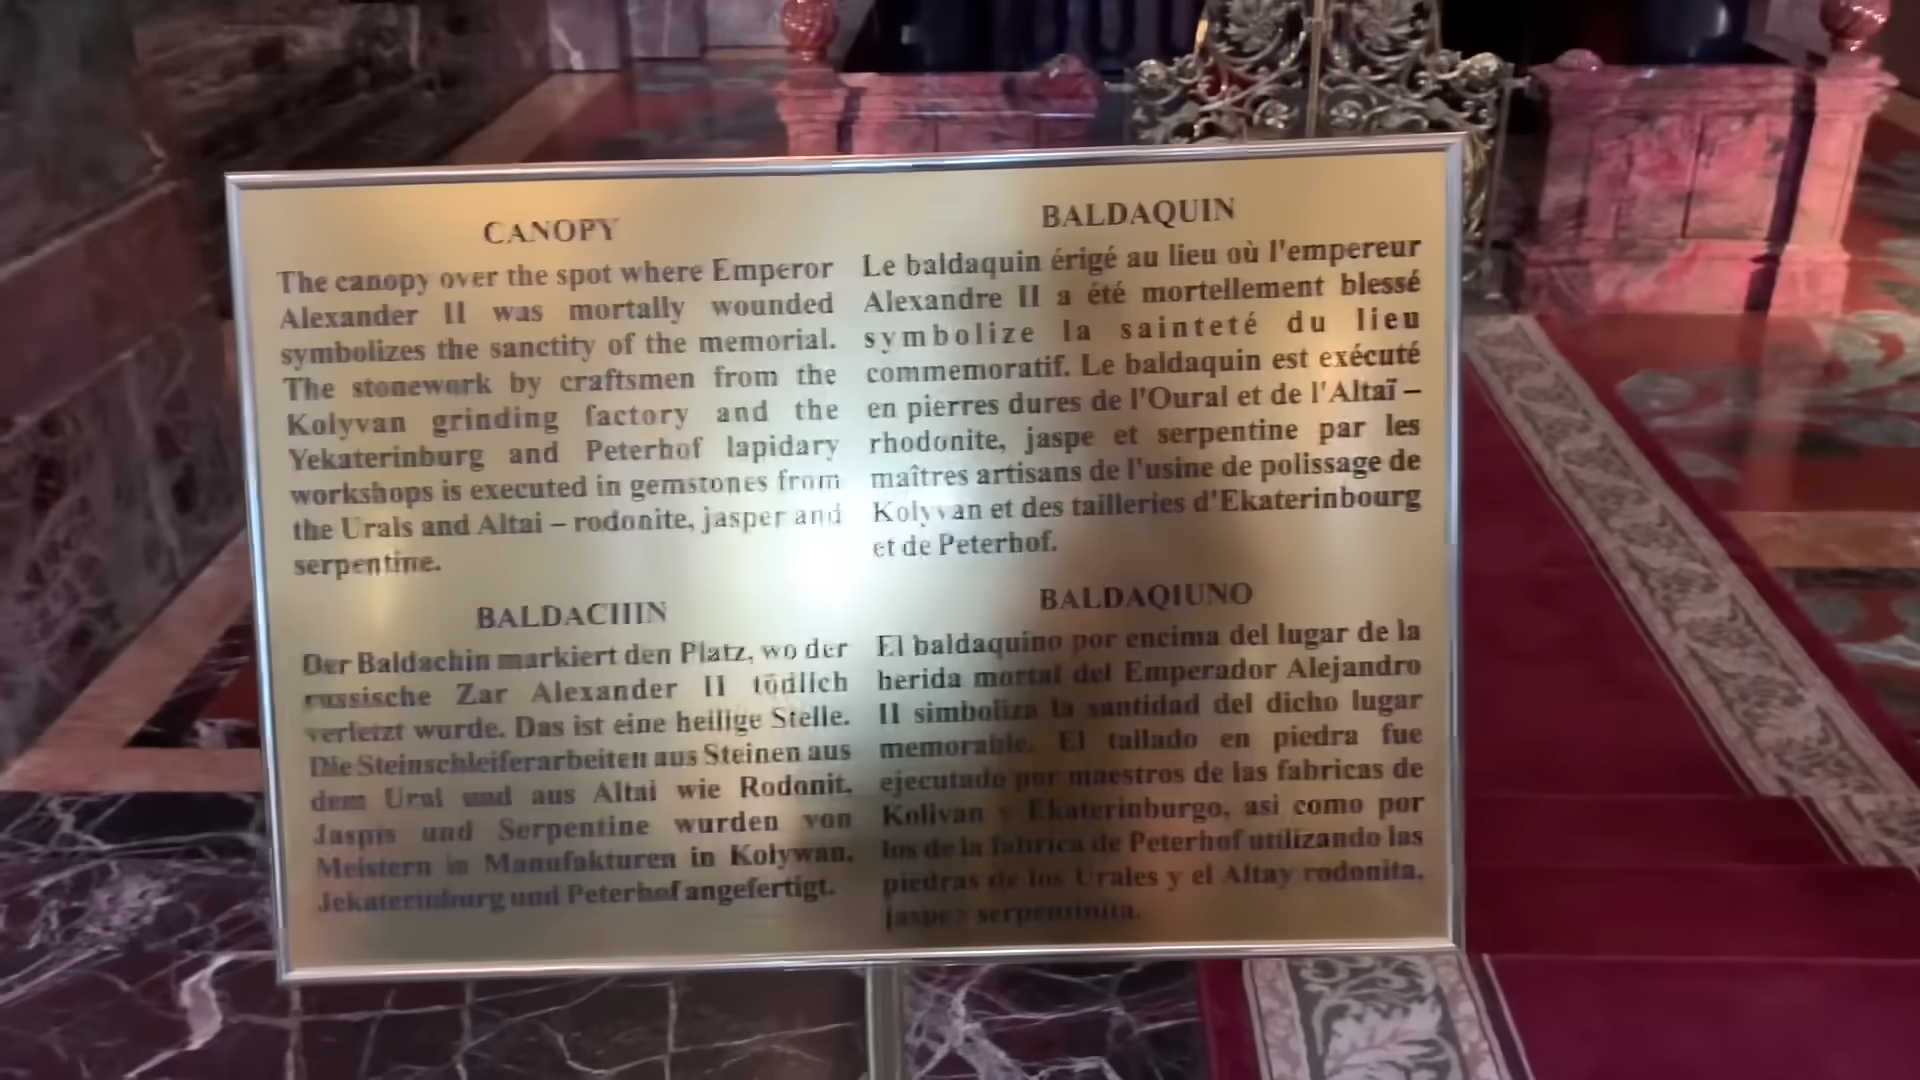 CANOPY
The canopy over the spot where Emperor
Alexander II was mortally wounded
symbolizes the sanctity of the memorial.
The stonework by craftsmen from the
Kolyvan grinding factory and the
Yekaterinburg and Peterhof lapidary
workshops is executed in gemstones from
the Urals and Altai – rodonite, jasper and
serpentine.
BALDAQUIN
Le baldaquin érigé au lieu où l'empereur
Alexandre II a été mortellement blessé
symbolize la sainteté du lieu
commemoratif. Le baldaquin est exécuté
en pierres dures de l'Oural et de l'Altaï –
rhodonite, jaspe et serpentine par les
maîtres artisans de l'usine de polissage de
Kolyvan et des tailleries d'Ekaterinbourg
et de Peterhof.
BALDACHIN
Der Baldachin markiert den Platz, wo der
russische Zar Alexander II tödlich
verletzt wurde. Das ist eine heilige Stelle.
Die Steinschleiferarbeiten aus Steinen aus
dem Ural und aus Altai wie Rodonit,
Jaspis und Serpentine wurden von
Meistern in Manufakturen in Kolywan,
Jekaterinburg und Peterhof angefertigt.
BALDAQIUNO
El baldaquino por encima del lugar de la
herida mortal del Emperador Alejandro
II simboliza la santidad del dicho lugar
memorable. El tallado en piedra fue
ejecutado por maestros de las fabricas de
Kolivan y Ekaterinburgo, asi como por
los de la fabrica de Peterhof utilizando las
piedras de los Urales y el Altay rodonita,
jaspe y serpentinita.